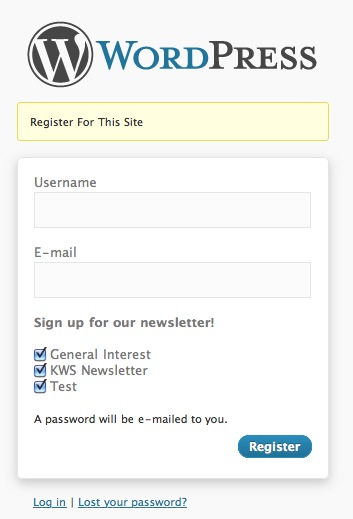 WORDPRESS
Register For This Site
Username
E-mail
Sign up for our newsletter!
General Interest
KWS Newsletter
Test
A password will be e-mailed to you.
Register
Log in | Lost your password?